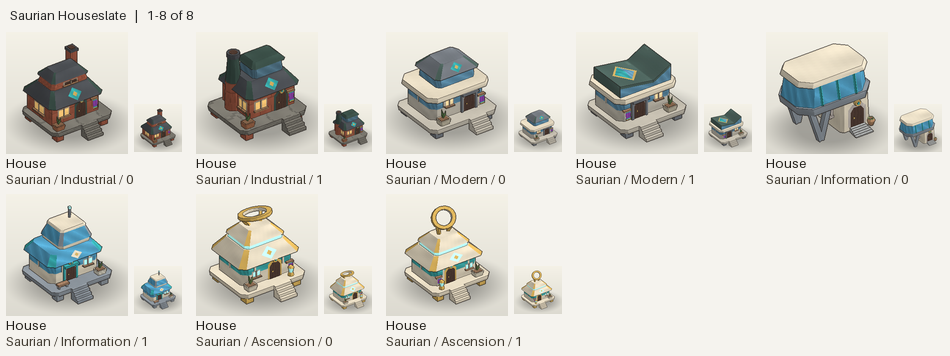 Saurian Houseslate | 1-8 of 8
House
Saurian / Industrial / 0
House
Saurian / Industrial / 1
House
Saurian / Modern / 0
House
Saurian / Modern / 1
House
Saurian / Information / 0
House
Saurian / Information / 1
House
Saurian / Ascension / 0
House
Saurian / Ascension / 1